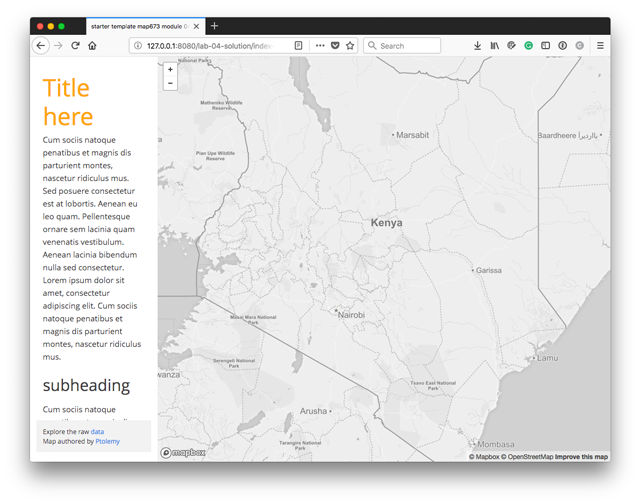 starter template map673 module 0
127.0.0.1:8080/lab-04-solution/index
Search
Title
here
Cum sociis natoque
penatibus et magnis dis
parturient montes,
nascetur ridiculus mus.
Sed posuere consectetur
est at lobortis. Aenean eu
leo quam. Pellentesque
ornare sem lacinia quam
venenatis vestibulum.
Aenean lacinia bibendum
nulla sed consectetur.
Lorem ipsum dolor sit
amet, consectetur
adipiscing elit. Cum sociis
natoque penatibus et
magnis dis parturient
montes, nascetur ridiculus
mus.
subheading
Cum sociis natoque
Explore the raw data
Map authored by Ptolemy
+
−
National Parks
Matheniko Wildlife
Reserve
Pian Upe Wildlife
Reserve
Marsabit
Baardheere
Kenya
Garissa
Nairobi
Masai Mara National
Park
Serengeti National
Park
wanza
Lamu
Tsavo East National
Park
Arusha
Tarangire National
Park
Mombasa
mapbox
© Mapbox © OpenStreetMap Improve this map